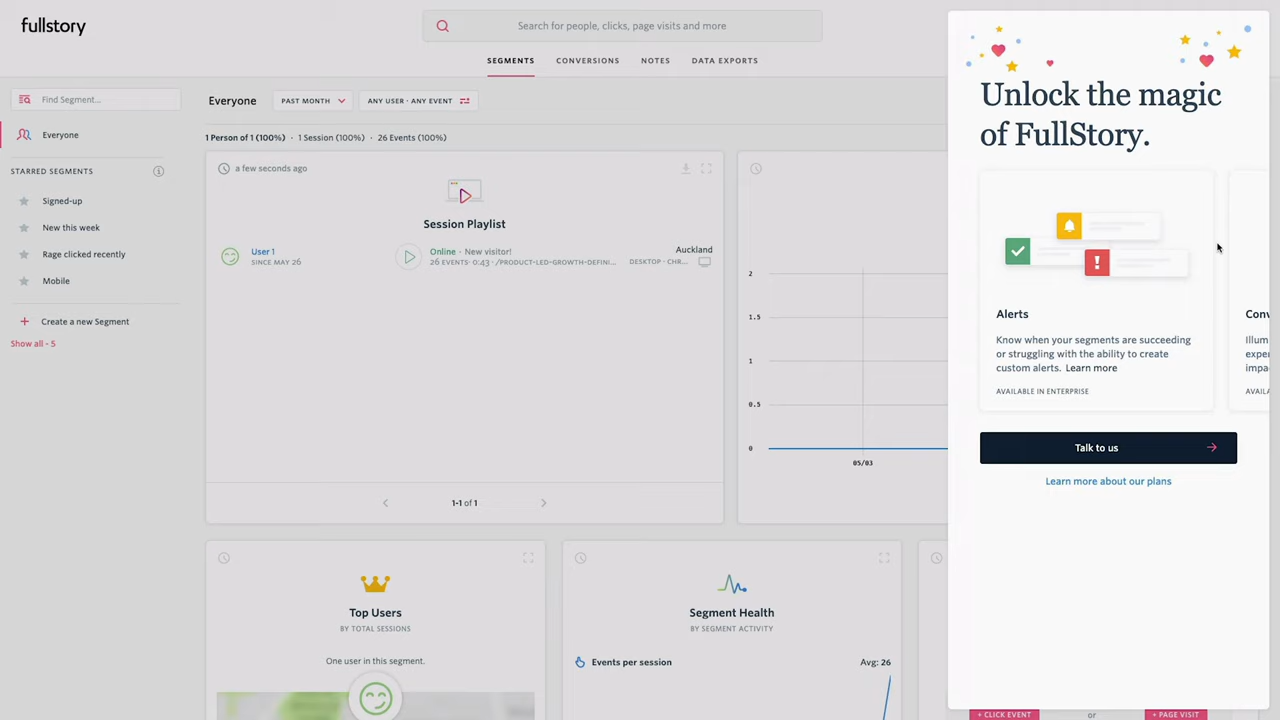 fullstory
Search for people, clicks, page visits and more
SEGMENTS
CONVERSIONS
NOTES
DATA EXPORTS
Find Segment...
Everyone
STARRED SEGMENTS
Signed-up
New this week
Rage clicked recently
Mobile
Create a new Segment
Show all - 5
Everyone
PAST MONTH
ANY USER · ANY EVENT
1 Person of 1 (100%) · 1 Session (100%) · 26 Events (100%)
a few seconds ago
Session Playlist
User 1
SINCE MAY 26
Online - New visitor!
26 EVENTS· 0:43 · /PRODUCT-LED-GROWTH-DEFINI...
Auckland
DESKTOP · CHR...
1-1 of 1
2
1.5
1
0.5
0
05/03
Top Users
BY TOTAL SESSIONS
One user in this segment.
Segment Health
BY SEGMENT ACTIVITY
Events per session
Avg: 26
Unlock the magic
of FullStory.
Alerts
Know when your segments are succeeding
or struggling with the ability to create
custom alerts. Learn more
AVAILABLE IN ENTERPRISE
Conv
Illum
expe
impa
AVAIL
Talk to us
Learn more about our plans
+ CLICK EVENT
or
+ PAGE VISIT